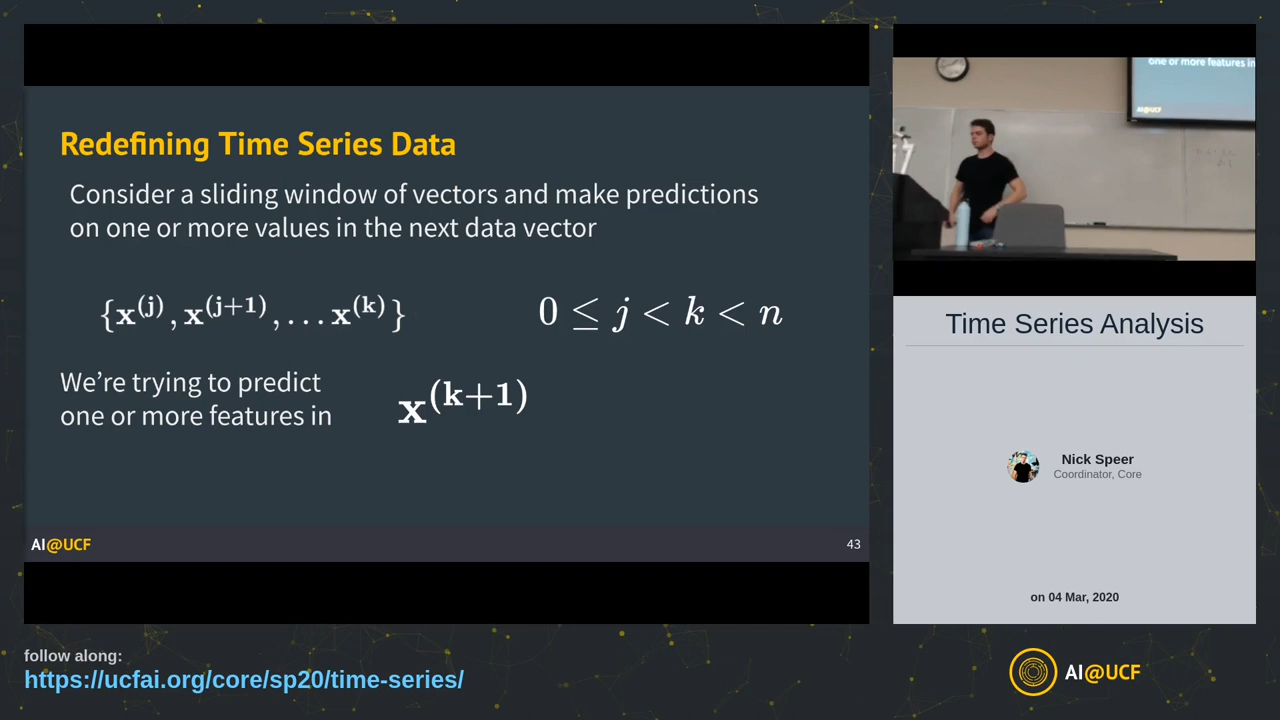 Redefining Time Series Data
Consider a sliding window of vectors and make predictions
on one or more values in the next data vector
{x^(j), x^(j+1), ... x^(k)}
0 ≤ j < k < n
We're trying to predict
one or more features in
x^(k+1)
AI@UCF
43
one or more features in
AI@UCF
Time Series Analysis
Nick Speer
Coordinator, Core
on 04 Mar, 2020
follow along:
https://ucfai.org/core/sp20/time-series/
AI@UCF